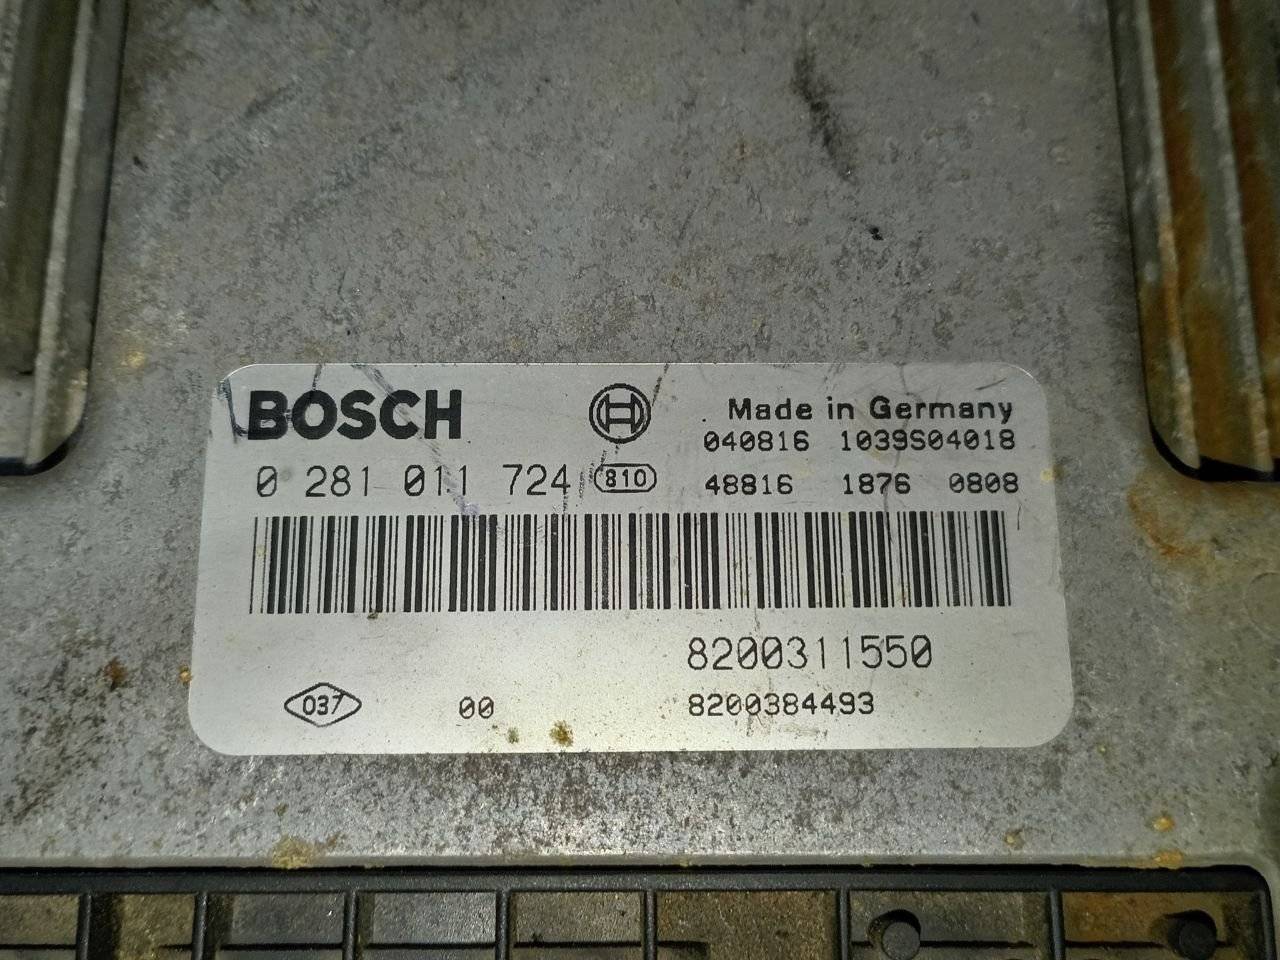 BOSCH
Made in Germany
040816 1039S04018
0 281 011 724 810
48816 1876 0808
8200311550
037 00 8200384493